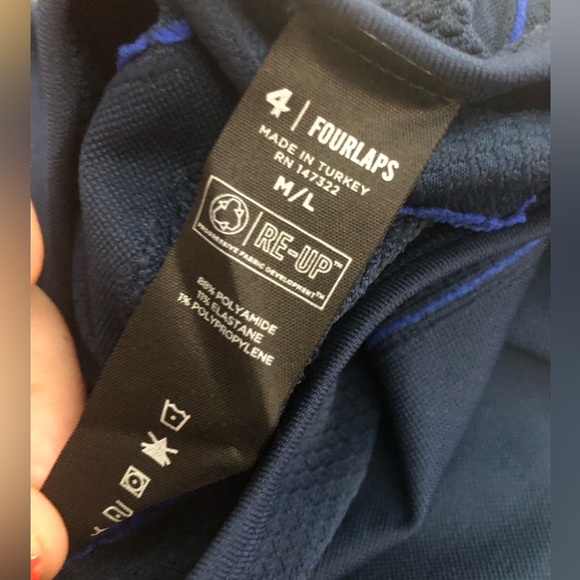 4 | FOURLAPS
MADE IN TURKEY
RN 147322
M/L
RE-UP™
PROGRESSIVE FABRIC DEVELOPMENT™
88% POLYAMIDE
11% ELASTANE
1% POLYPROPYLENE